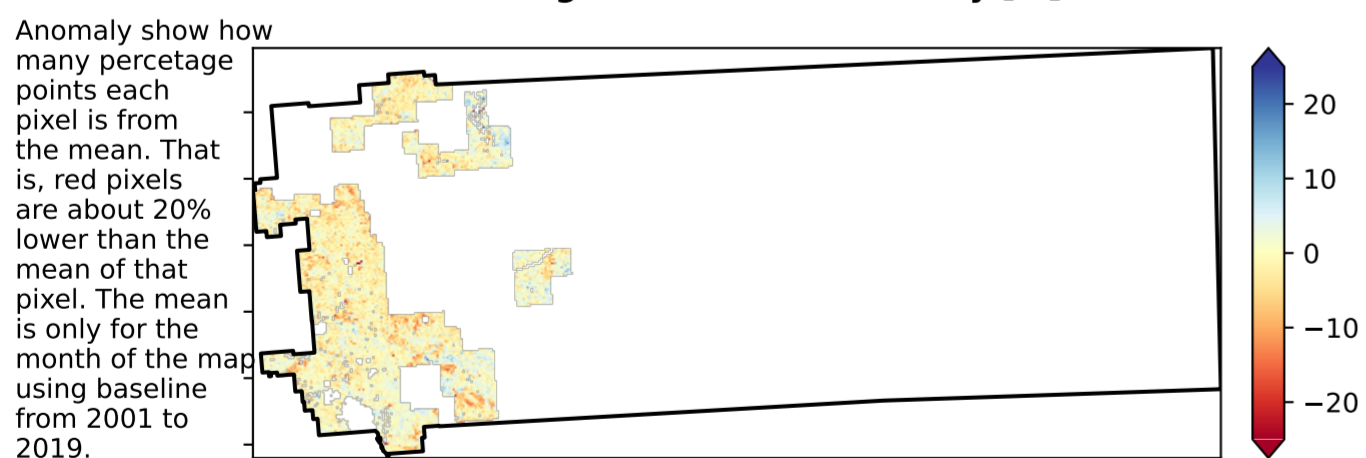 Anomaly show how
many percetage
points each
pixel is from
the mean. That
is, red pixels
are about 20%
lower than the
mean of that
pixel. The mean
is only for the
month of the map
using baseline
from 2001 to
2019.
20
10
0
−10
−20